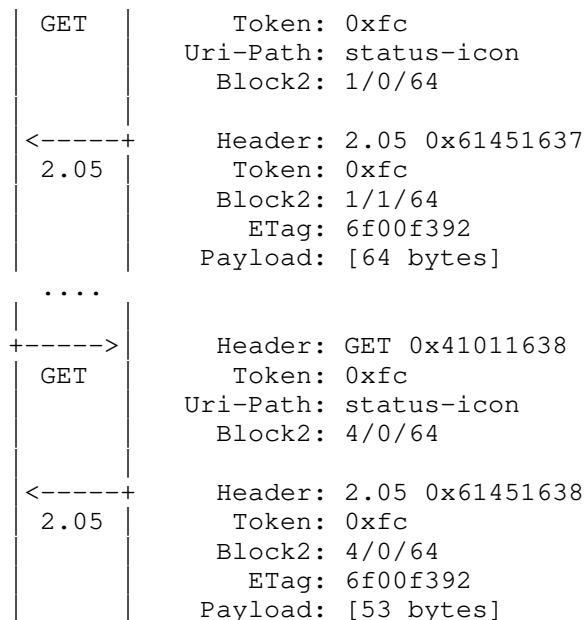 | GET  |     Token: 0xfc
|      |  Uri-Path: status-icon
|      |    Block2: 1/0/64
|      |
|<-----+    Header: 2.05 0x61451637
| 2.05 |     Token: 0xfc
|      |    Block2: 1/1/64
|      |      ETag: 6f00f392
|      |   Payload: [64 bytes]
  ....
|      |
+----->|    Header: GET 0x41011638
| GET  |     Token: 0xfc
|      |  Uri-Path: status-icon
|      |    Block2: 4/0/64
|      |
|<-----+    Header: 2.05 0x61451638
| 2.05 |     Token: 0xfc
|      |    Block2: 4/0/64
|      |      ETag: 6f00f392
|      |   Payload: [53 bytes]